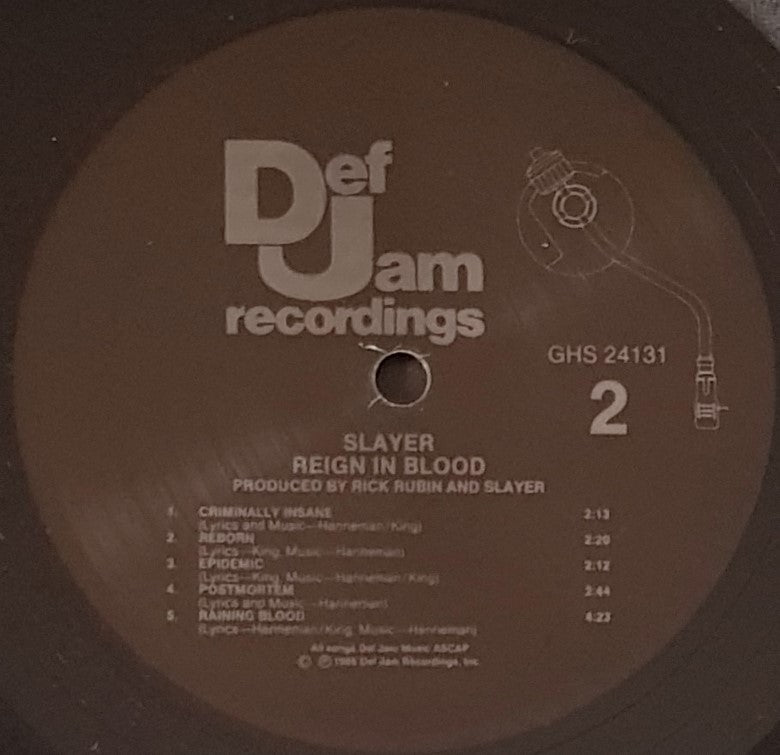 Def
Jam
recordings
GHS 24131
2
SLAYER
REIGN IN BLOOD
PRODUCED BY RICK RUBIN AND SLAYER
1. CRIMINALLY INSANE 2:13
(Lyrics and Music—Hanneman/King)
2. REBORN 2:20
(Lyrics—King, Music—Hanneman)
3. EPIDEMIC 2:12
(Lyrics—King, Music—Hanneman/King)
4. POSTMORTEM 2:44
(Lyrics and Music—Hanneman)
5. RAINING BLOOD 4:23
(Lyrics—Hanneman/King, Music—Hanneman)
All songs Def Jam Music ASCAP
© ℗ 1986 Def Jam Recordings, Inc.